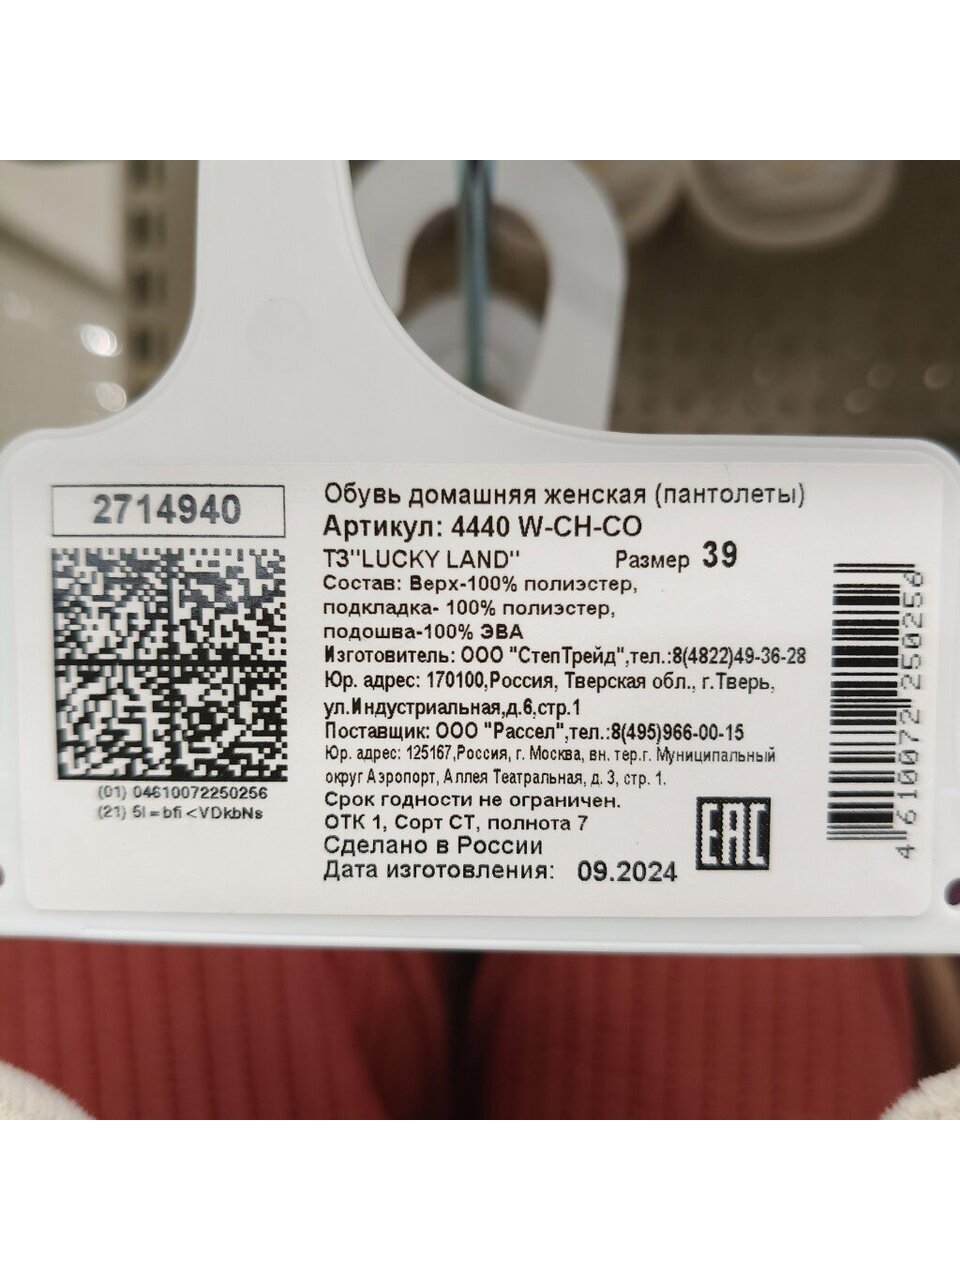 2714940
(01) 04610072250256
(21) 5I=bfi<VDkbNs
Обувь домашняя женская (пантолеты)
Артикул: 4440 W-CH-CO
ТЗ"LUCKY LAND" Размер 39
Состав: Верх-100% полиэстер,
подкладка- 100% полиэстер,
подошва-100% ЭВА
Изготовитель: ООО "СтепТрейд",тел.:8(4822)49-36-28
Юр. адрес: 170100,Россия, Тверская обл., г.Тверь,
ул.Индустриальная,д.6,стр.1
Поставщик: ООО "Рассел",тел.:8(495)966-00-15
Юр. адрес: 125167,Россия, г. Москва, вн. тер.г. Муниципальный
округ Аэропорт, Аллея Театральная, д. 3, стр. 1.
Срок годности не ограничен.
ОТК 1, Сорт СТ, полнота 7
Сделано в России
Дата изготовления: 09.2024
EAC
4610072250256